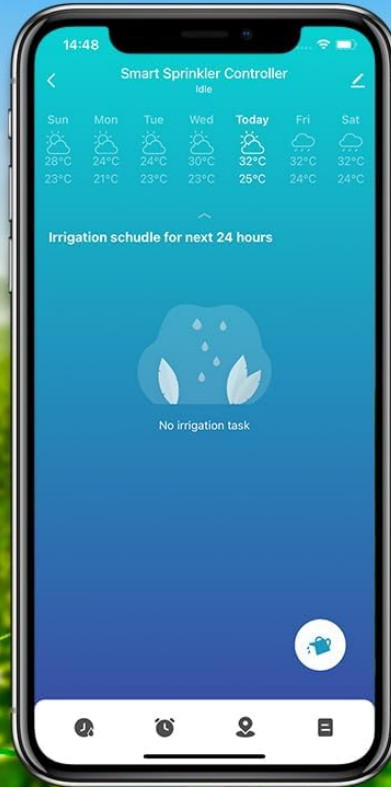 14:48
Smart Sprinkler Controller
Idle
Sun Mon Tue Wed Today Fri Sat
28°C 24°C 24°C 30°C 32°C 32°C 32°C
23°C 21°C 23°C 23°C 25°C 24°C 24°C
Irrigation schudle for next 24 hours
No irrigation task